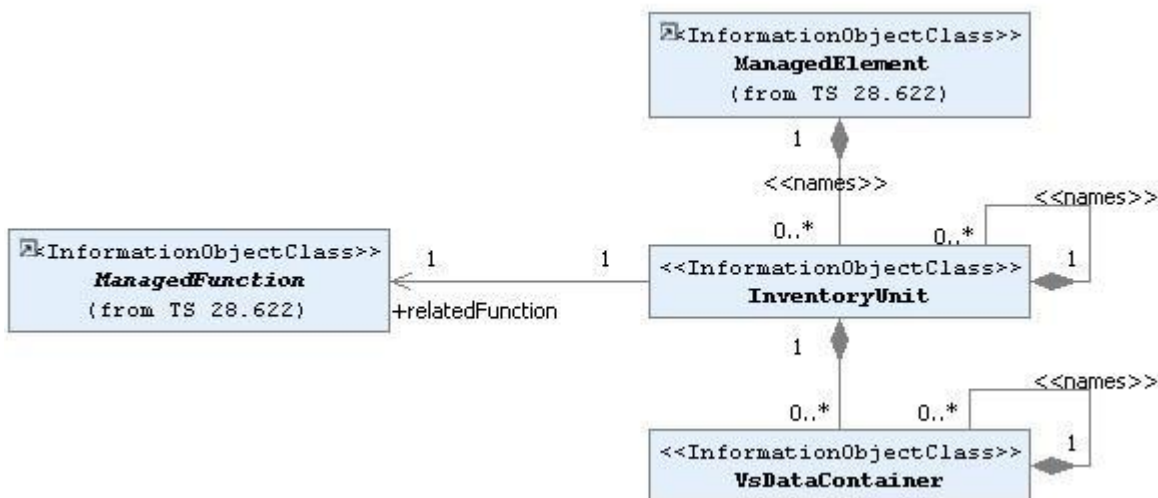 <<InformationObjectClass>>
ManagedElement
(from TS 28.622)
1
<<names>>
0..*
<<names>>
0..*
1
<<InformationObjectClass>>
ManagedFunction
(from TS 28.622)
1
1
+relatedFunction
<<InformationObjectClass>>
InventoryUnit
1
0..*
<<names>>
0..*
1
<<InformationObjectClass>>
VsDataContainer